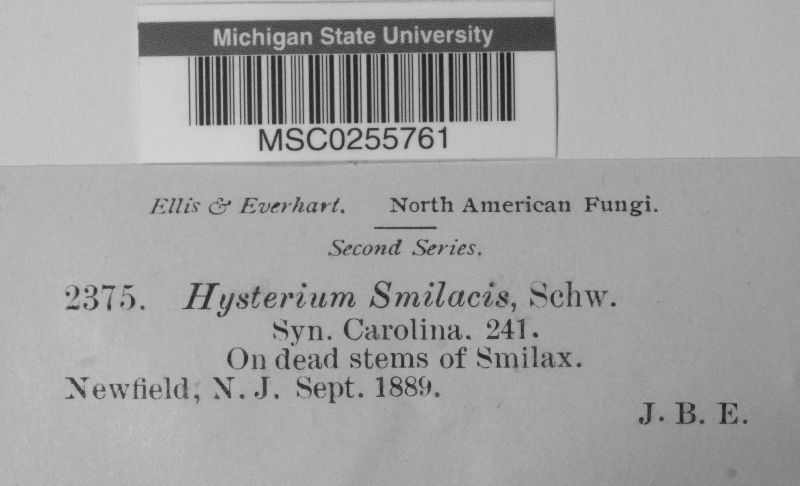 Michigan State University
MSC0255761
Ellis & Everhart. North American Fungi.
Second Series.
2375. Hysterium Smilacis, Schw.
Syn. Carolina. 241.
On dead stems of Smilax.
Newfield, N. J. Sept. 1889.
J. B. E.